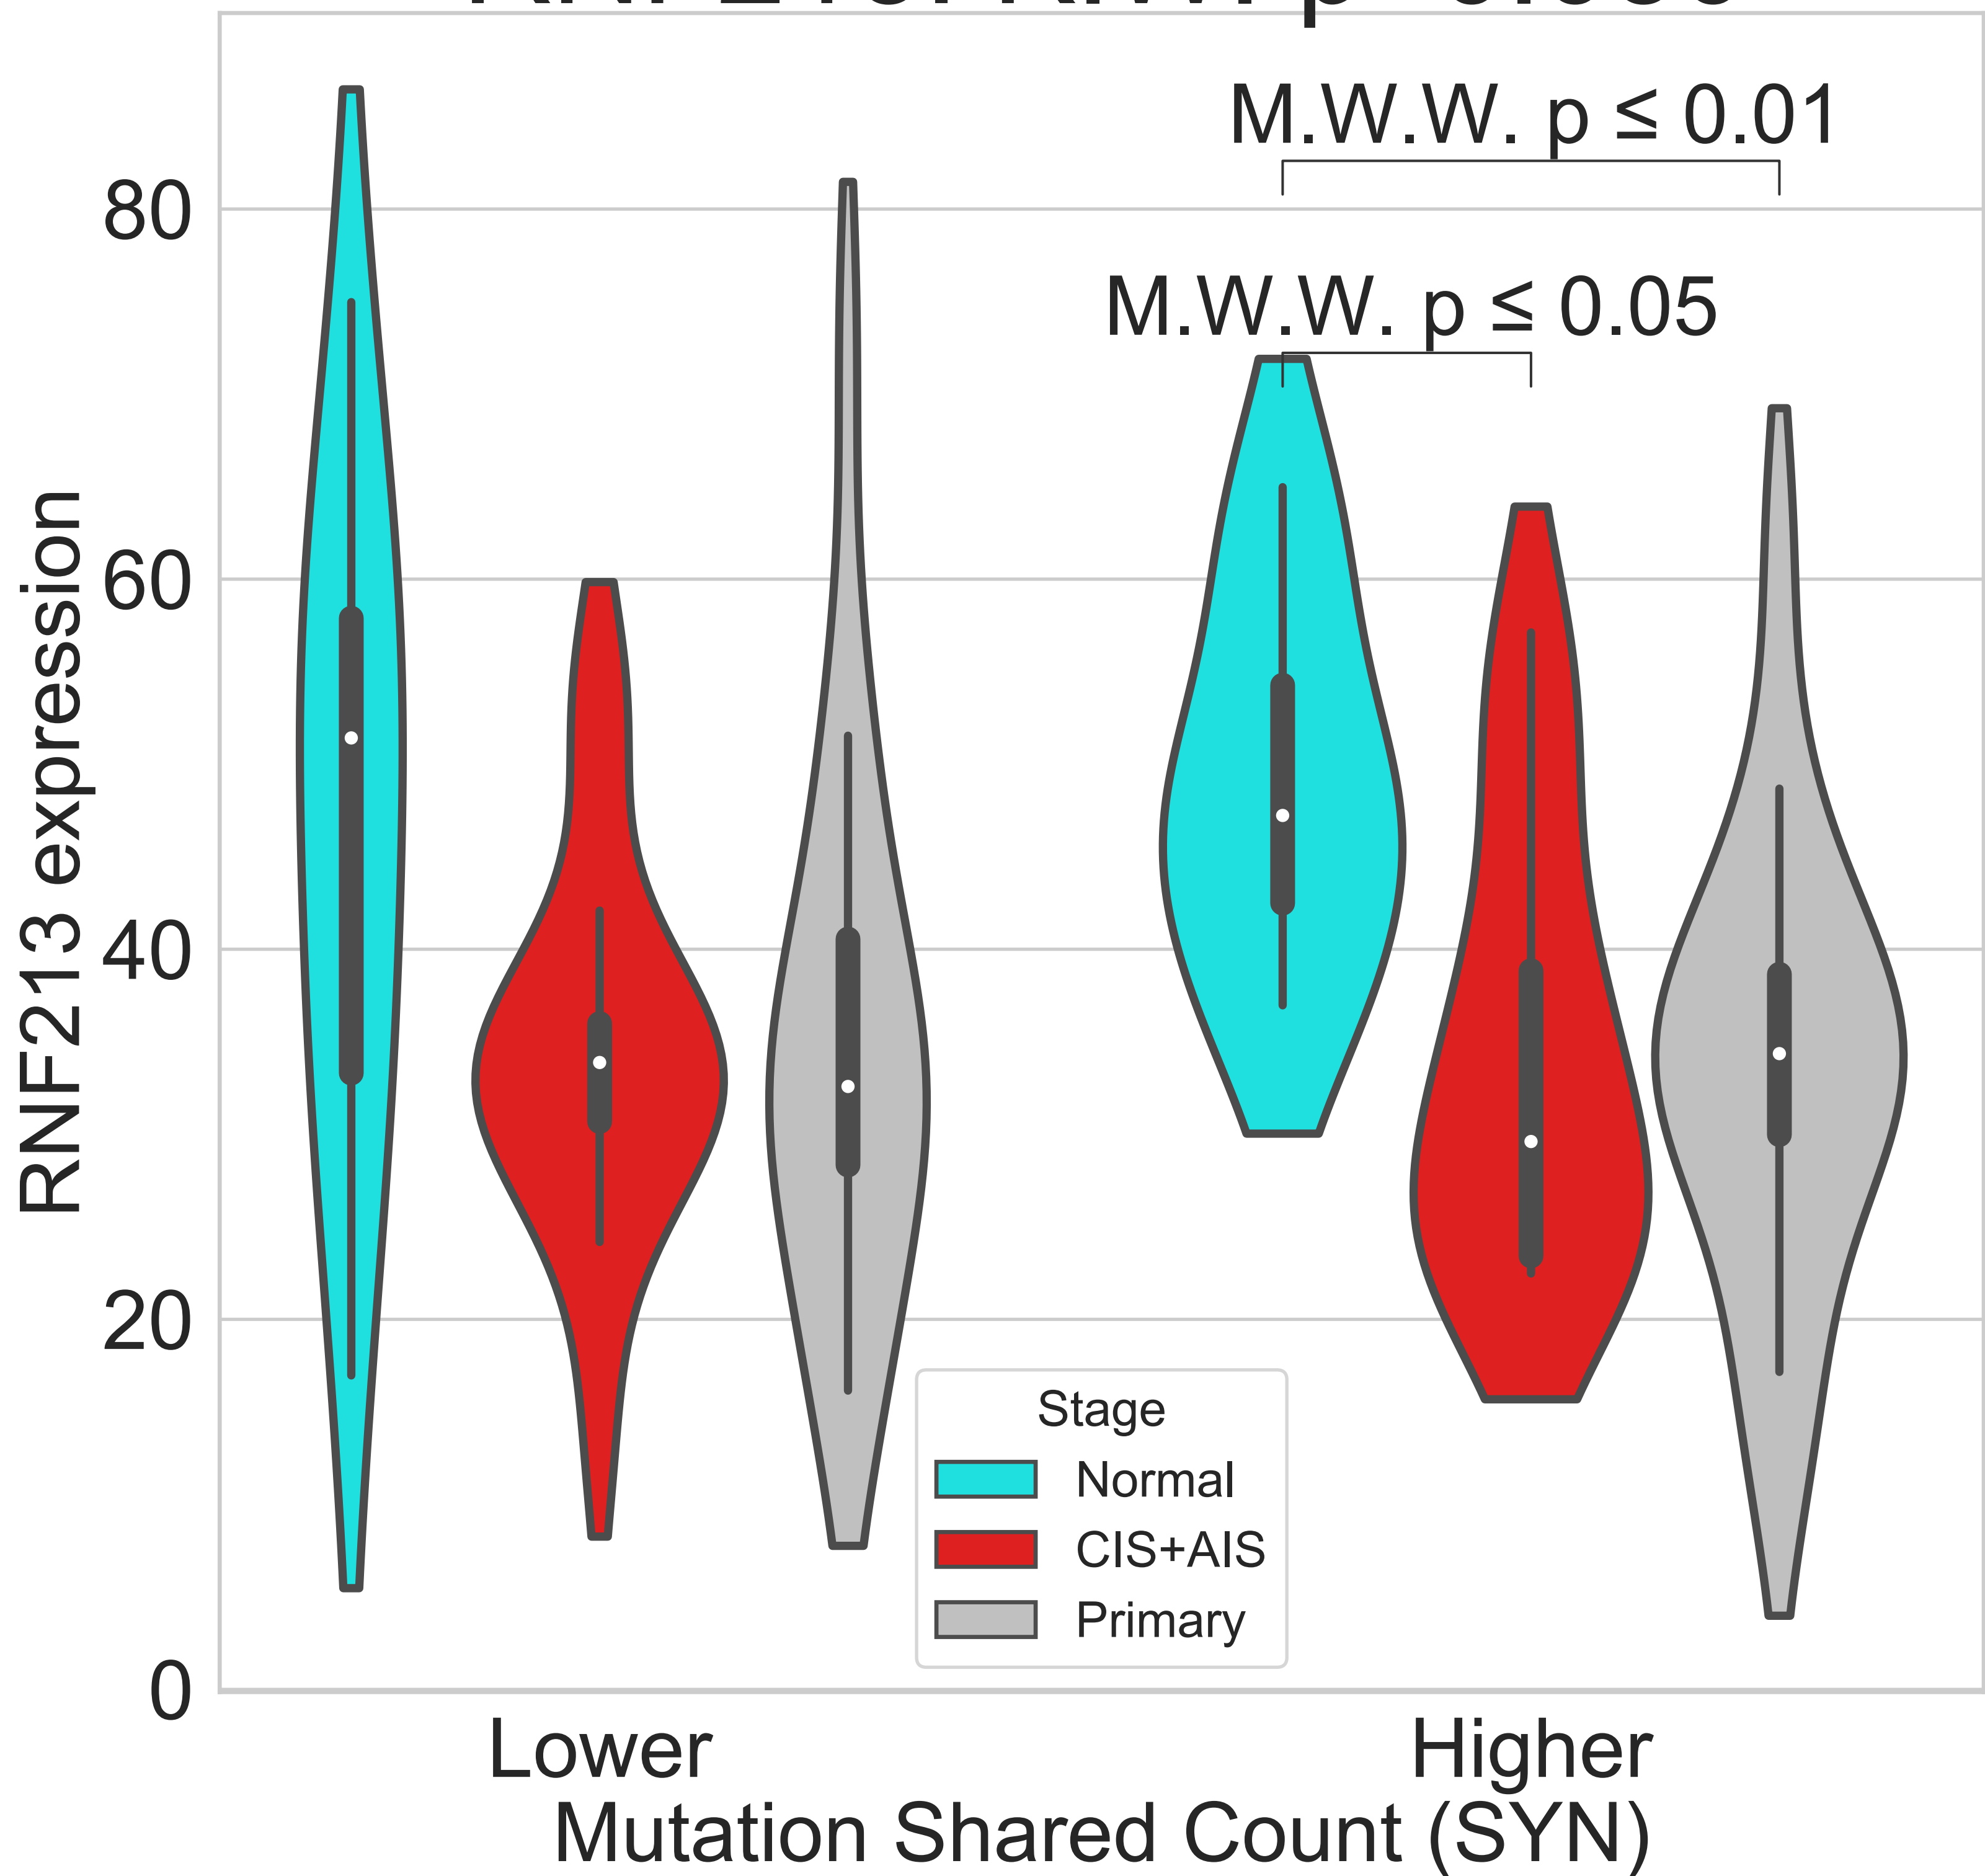 M.W.W. p ≤ 0.01
M.W.W. p ≤ 0.05
80
60
40
20
0
RNF213 expression
Stage
Normal
CIS+AIS
Primary
Lower
Higher
Mutation Shared Count (SYN)